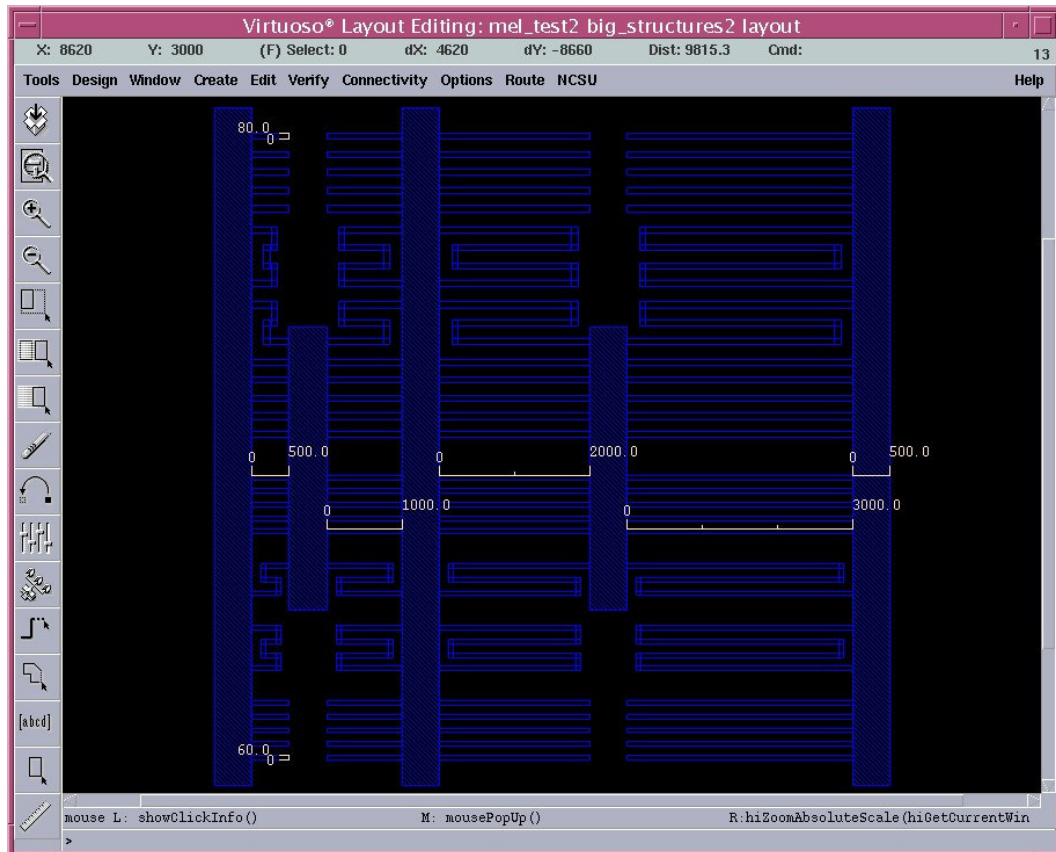 Virtuoso® Layout Editing: mel_test2 big_structures2 layout
X: 8620 Y: 3000 (F) Select: 0 dX: 4620 dY: -8660 Dist: 9815.3 Cmd:
13
Tools Design Window Create Edit Verify Connectivity Options Route NCSU Help
80.0
0
0 500.0 0 2000.0 0 500.0
0 1000.0 0 3000.0
[abcd]
60.0
0
mouse L: showClickInfo() M: mousePopUp() R:hiZoomAbsoluteScale(hiGetCurrentWin
>